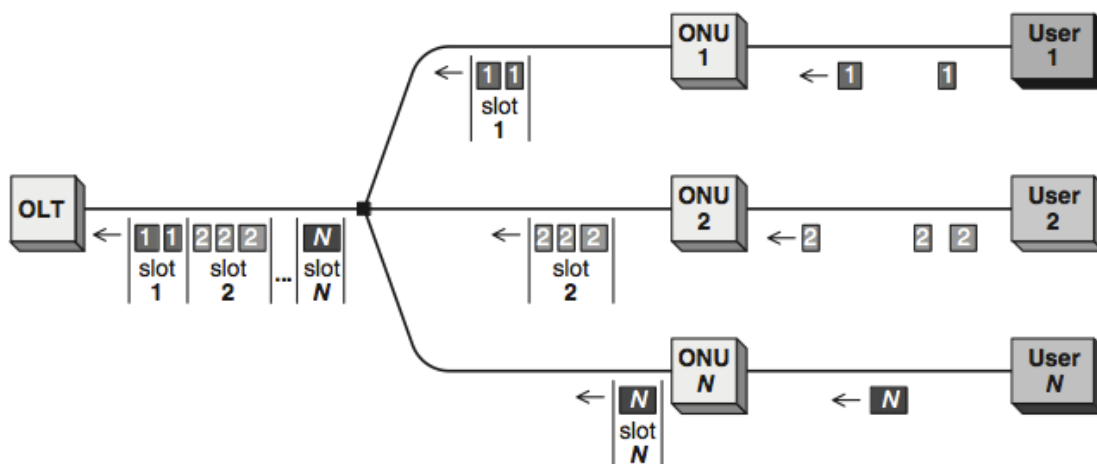 ONU
1
User
1
1 1
slot
1
1 1
OLT
ONU
2
User
2
1 1 2 2 2 ... N
slot slot slot
1 2 N
2 2 2
slot
2
2 2 2
ONU
N
User
N
N
slot
N
N